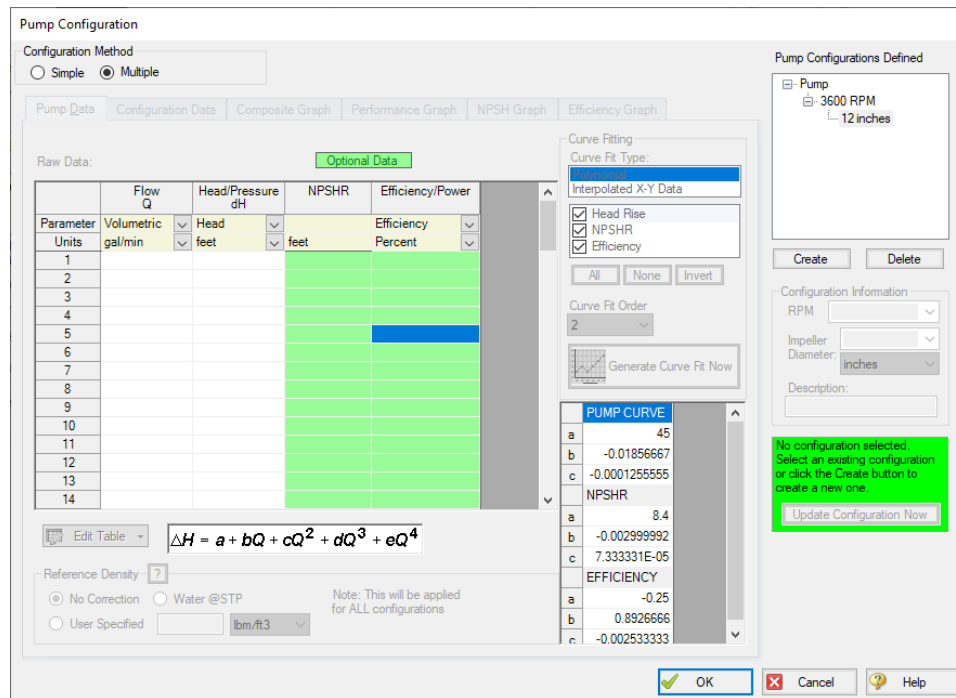 Pump Configuration
Configuration Method
Simple Multiple
Pump Data Configuration Data Composite Graph Performance Graph NPSH Graph Efficiency Graph
Raw Data: Optional Data
Flow Head/Pressure NPSHR Efficiency/Power
Q dH
Parameter Volumetric Head Efficiency
Units gal/min feet feet Percent
1
2
3
4
5
6
7
8
9
10
11
12
13
14
Edit Table ΔH = a + bQ + cQ² + dQ³ + eQ⁴
Reference Density ?
No Correction Water @STP
User Specified lbm/ft3
Note: This will be applied
for ALL configurations
Curve Fitting
Curve Fit Type:
Polynomial
Interpolated X-Y Data
Head Rise
NPSHR
Efficiency
All None Invert
Curve Fit Order
2
Generate Curve Fit Now
PUMP CURVE
a 45
b -0.01856667
c -0.0001255555
NPSHR
a 8.4
b -0.002999992
c 7.333331E-05
EFFICIENCY
a -0.25
b 0.8926666
c -0.002533333
Pump Configurations Defined
Pump
3600 RPM
12 inches
Create Delete
Configuration Information
RPM
Impeller
Diameter:
inches
Description:
No configuration selected.
Select an existing configuration
or click the Create button to
create a new one.
Update Configuration Now
OK Cancel Help